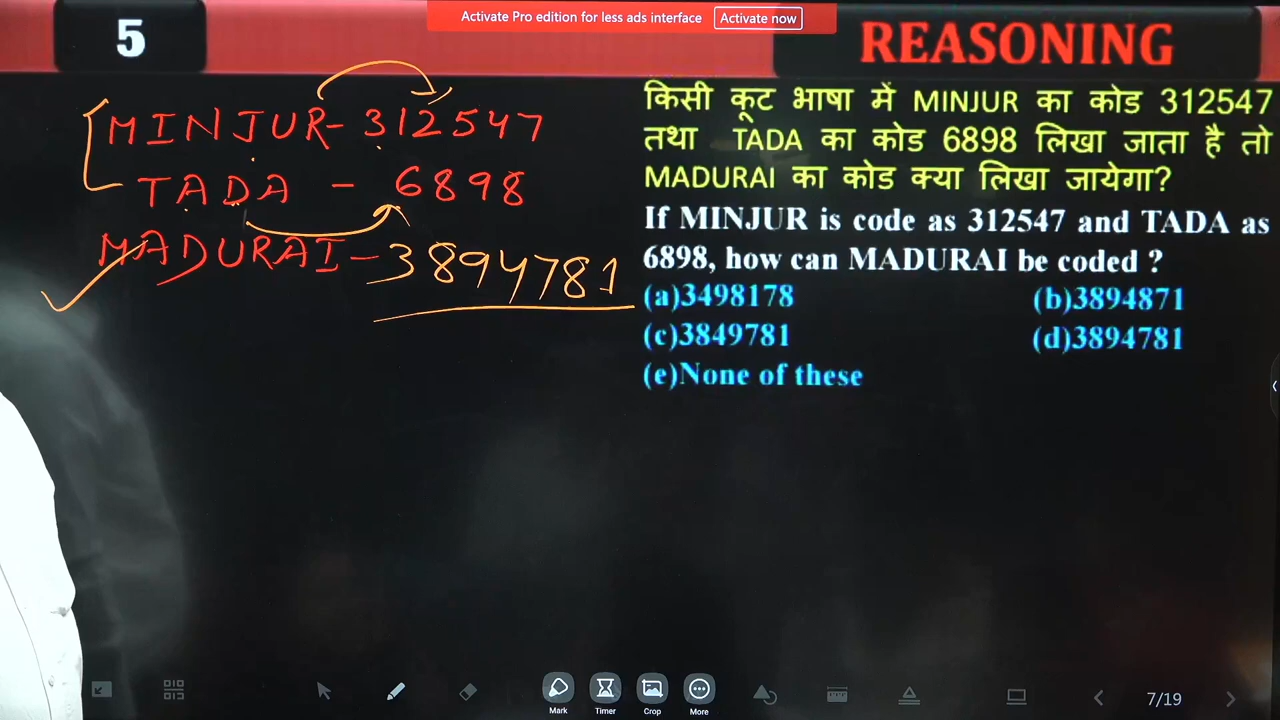 Activate Pro edition for less ads interface Activate now
5
REASONING
MINJUR- 312547
TADA - 6898
MADURAI - 3894781
किसी कूट भाषा में MINJUR का कोड 312547
तथा TADA का कोड 6898 लिखा जाता है तो
MADURAI का कोड क्या लिखा जायेगा?
If MINJUR is code as 312547 and TADA as
6898, how can MADURAI be coded ?
(a)3498178 (b)3894871
(c)3849781 (d)3894781
(e)None of these
Mark Timer Crop More
7/19